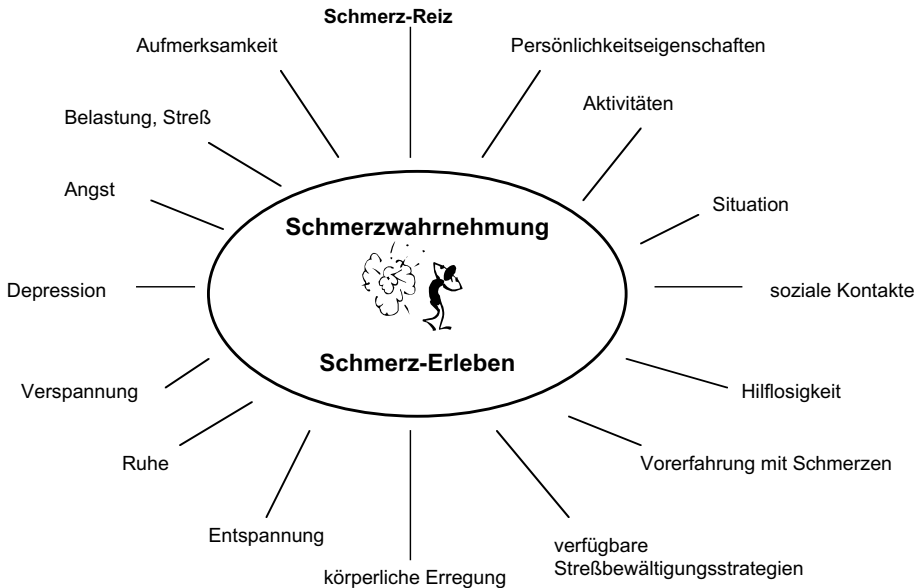 Schmerz-Reiz
Aufmerksamkeit
Persönlichkeitseigenschaften
Aktivitäten
Belastung, Streß
Angst
Situation
Schmerzwahrnehmung
Depression
soziale Kontakte
Schmerz-Erleben
Verspannung
Hilflosigkeit
Ruhe
Vorerfahrung mit Schmerzen
Entspannung
verfügbare
Streßbewältigungsstrategien
körperliche Erregung